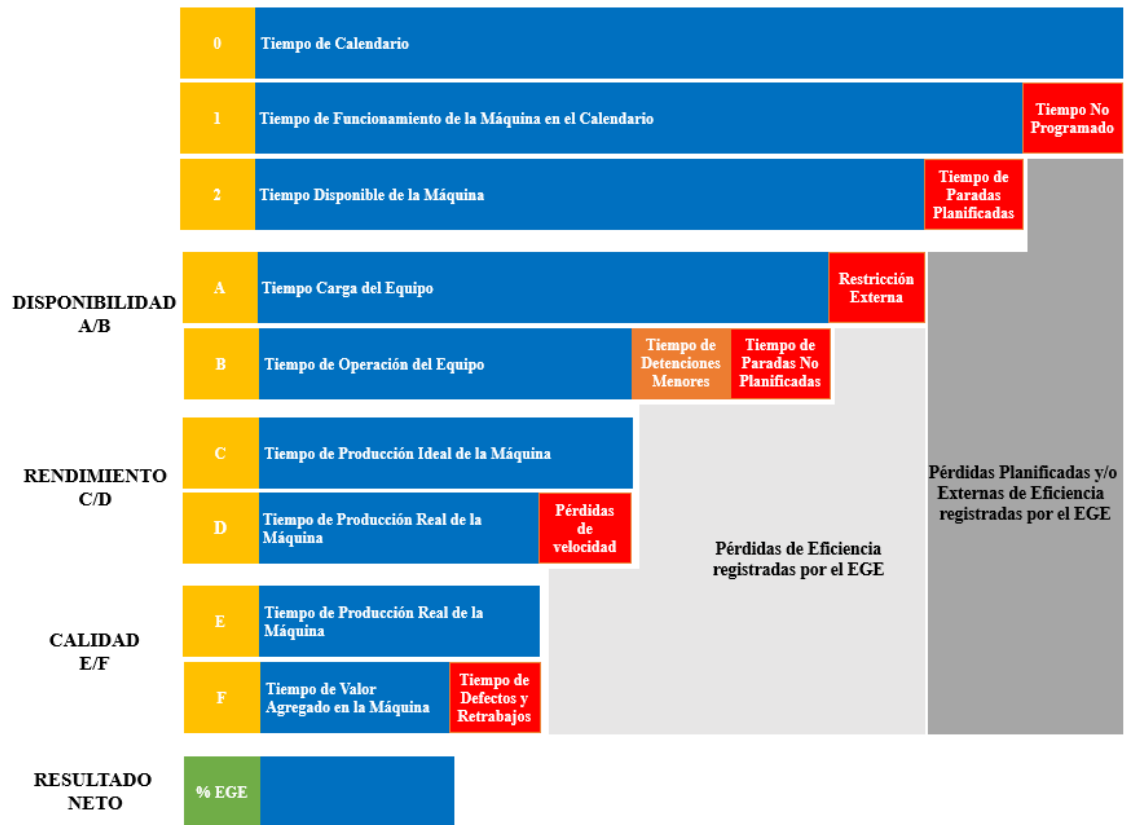 0
Tiempo de Calendario
1
Tiempo de Funcionamiento de la Máquina en el Calendario
Tiempo No
Programado
2
Tiempo Disponible de la Máquina
Tiempo de
Paradas
Planificadas
DISPONIBILIDAD
A/B
A
Tiempo Carga del Equipo
Restricción
Externa
B
Tiempo de Operación del Equipo
Tiempo de
Detenciones
Menores
Tiempo de
Paradas No
Planificadas
RENDIMIENTO
C/D
C
Tiempo de Producción Ideal de la Máquina
D
Tiempo de Producción Real de la
Máquina
Pérdidas
de
velocidad
Pérdidas de Eficiencia
registradas por el EGE
Pérdidas Planificadas y/o
Externas de Eficiencia
registradas por el EGE
CALIDAD
E/F
E
Tiempo de Producción Real de la
Máquina
F
Tiempo de Valor
Agregado en la Máquina
Tiempo de
Defectos y
Retrabajos
RESULTADO
NETO
% EGE